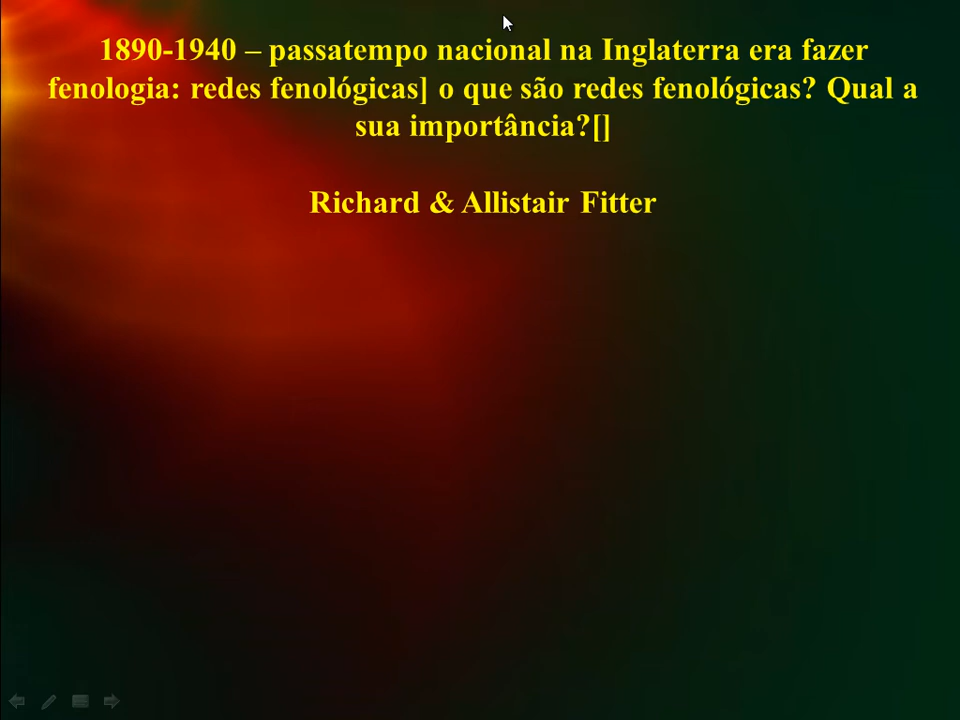 1890-1940 – passatempo nacional na Inglaterra era fazer
fenologia: redes fenológicas] o que são redes fenológicas? Qual a
sua importância?[]
Richard & Allistair Fitter